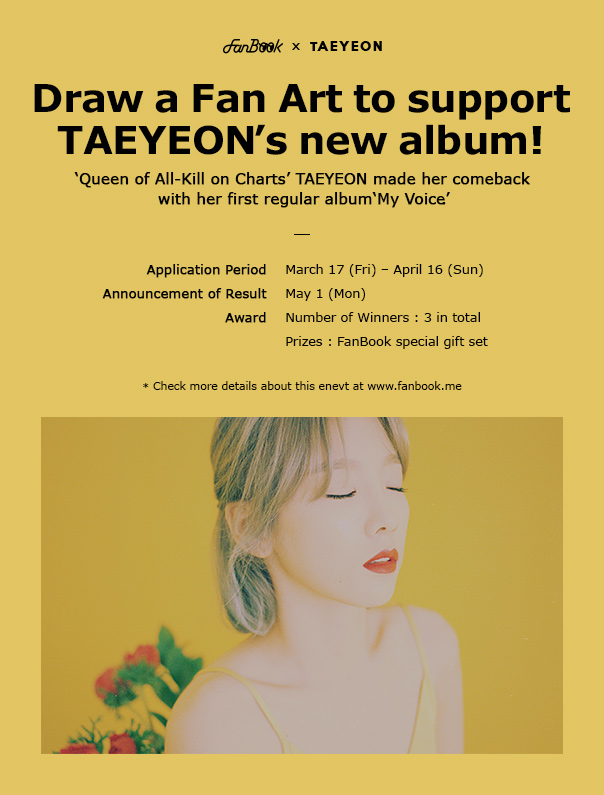 FanBook x TAEYEON
Draw a Fan Art to support
TAEYEON’s new album!
‘Queen of All-Kill on Charts’ TAEYEON made her comeback
with her first regular album‘My Voice’
Application Period March 17 (Fri) – April 16 (Sun)
Announcement of Result May 1 (Mon)
Award Number of Winners : 3 in total
Prizes : FanBook special gift set
* Check more details about this enevt at www.fanbook.me